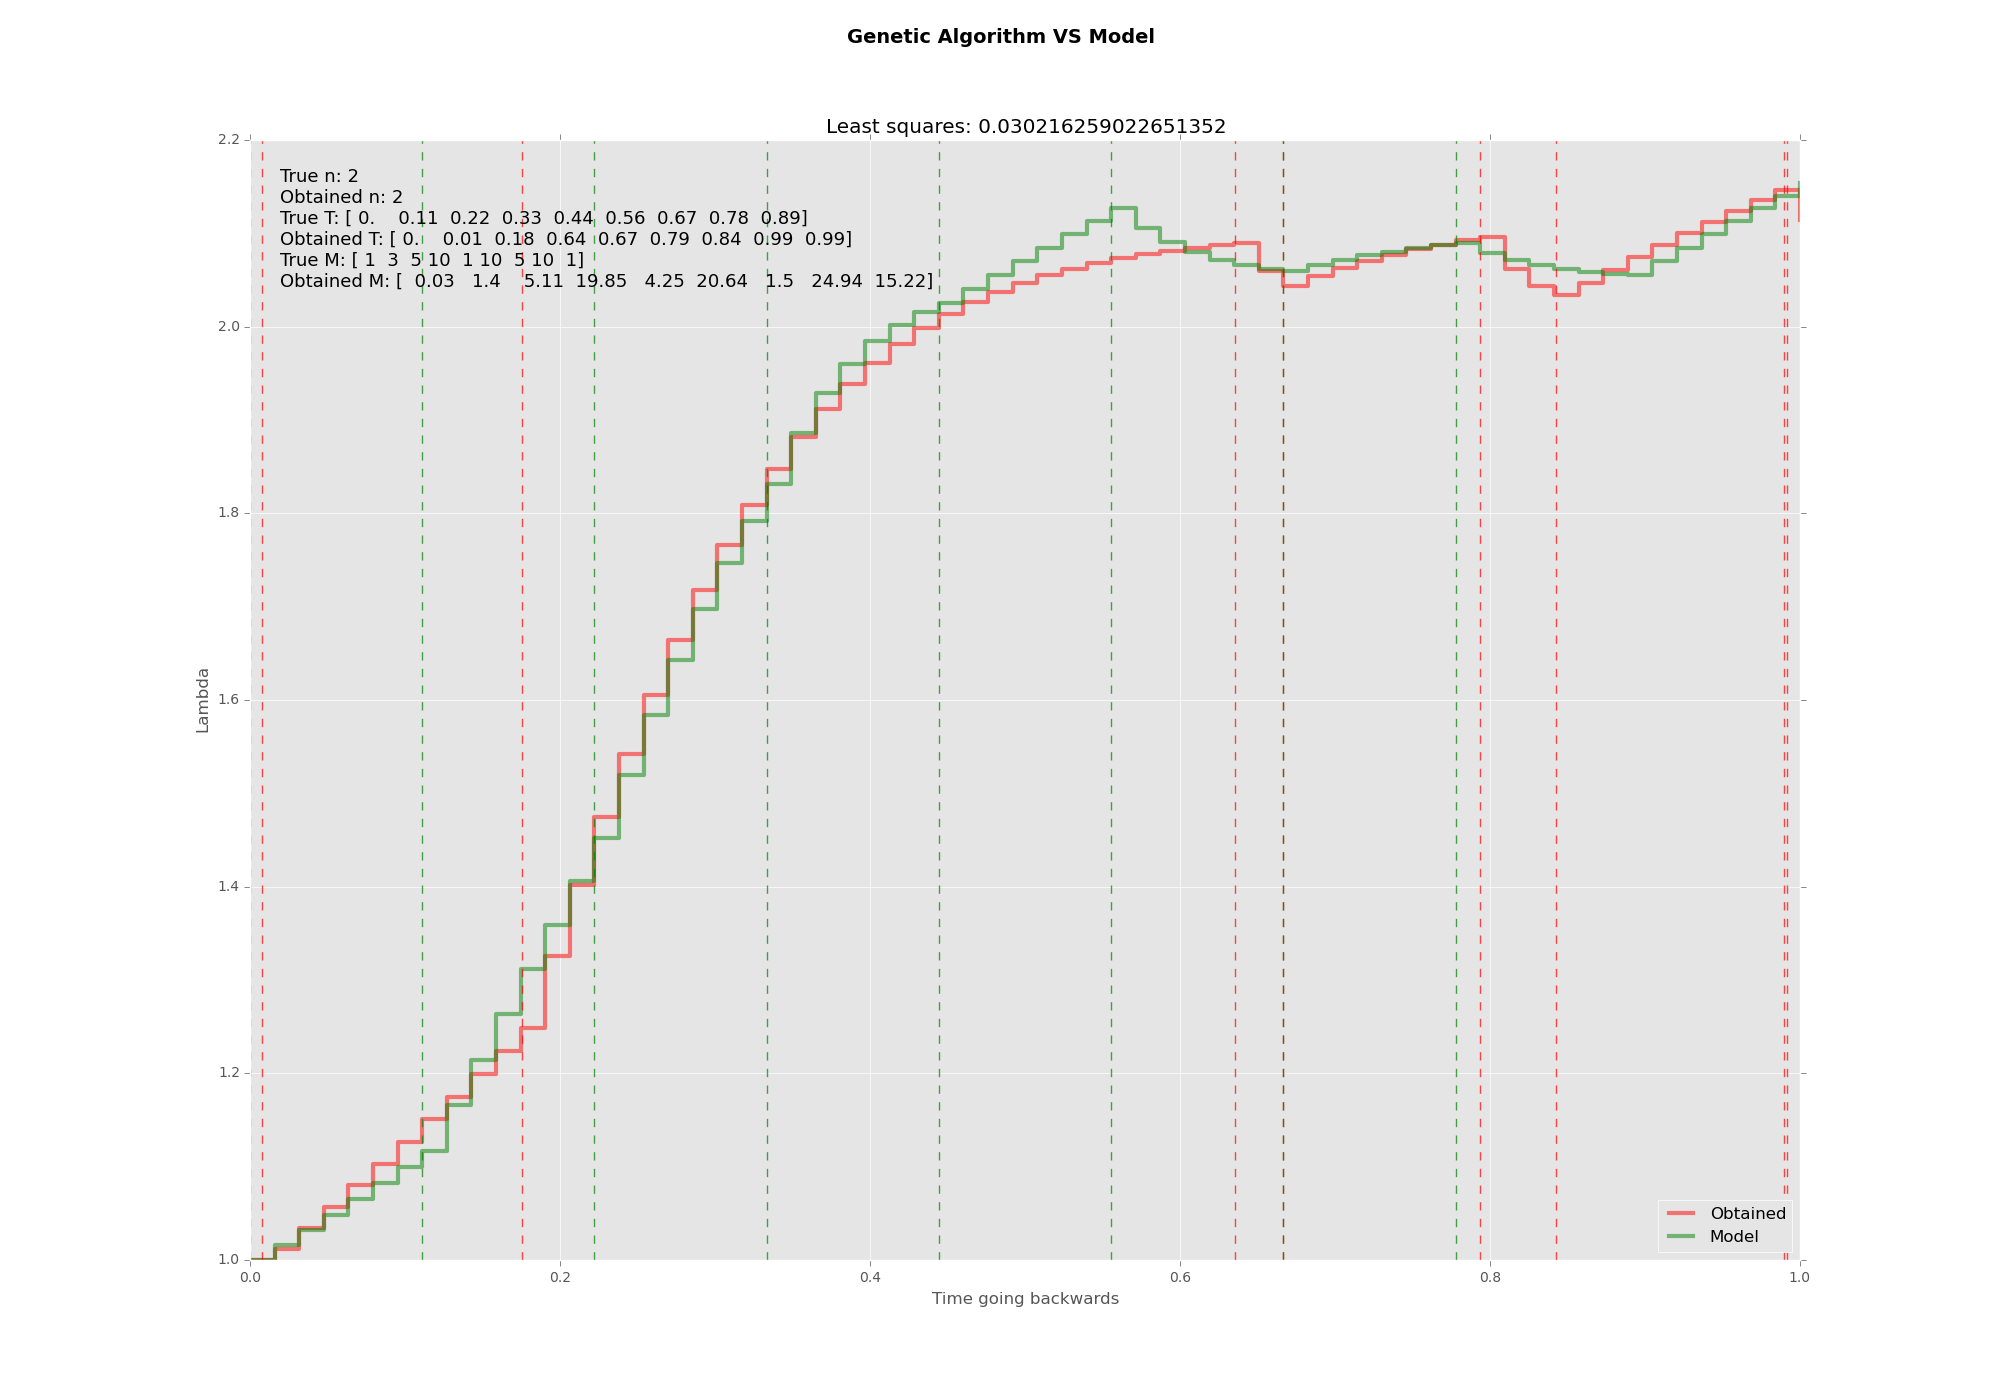 Genetic Algorithm VS Model
Least squares: 0.030216259022651352
True n: 2
Obtained n: 2
True T: [ 0.    0.11  0.22  0.33  0.44  0.56  0.67  0.78  0.89]
Obtained T: [ 0.    0.01  0.18  0.64  0.67  0.79  0.84  0.99  0.99]
True M: [ 1  3  5 10  1 10  5 10  1]
Obtained M: [  0.03   1.4    5.11  19.85   4.25  20.64   1.5   24.94  15.22]
2.2
2.0
1.8
1.6
1.4
1.2
1.0
Lambda
0.0 0.2 0.4 0.6 0.8 1.0
Time going backwards
Obtained
Model